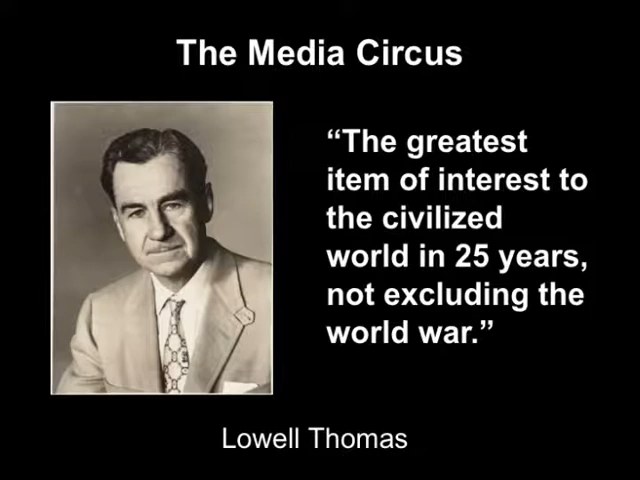 The Media Circus
“The greatest
item of interest to
the civilized
world in 25 years,
not excluding the
world war.”
Lowell Thomas